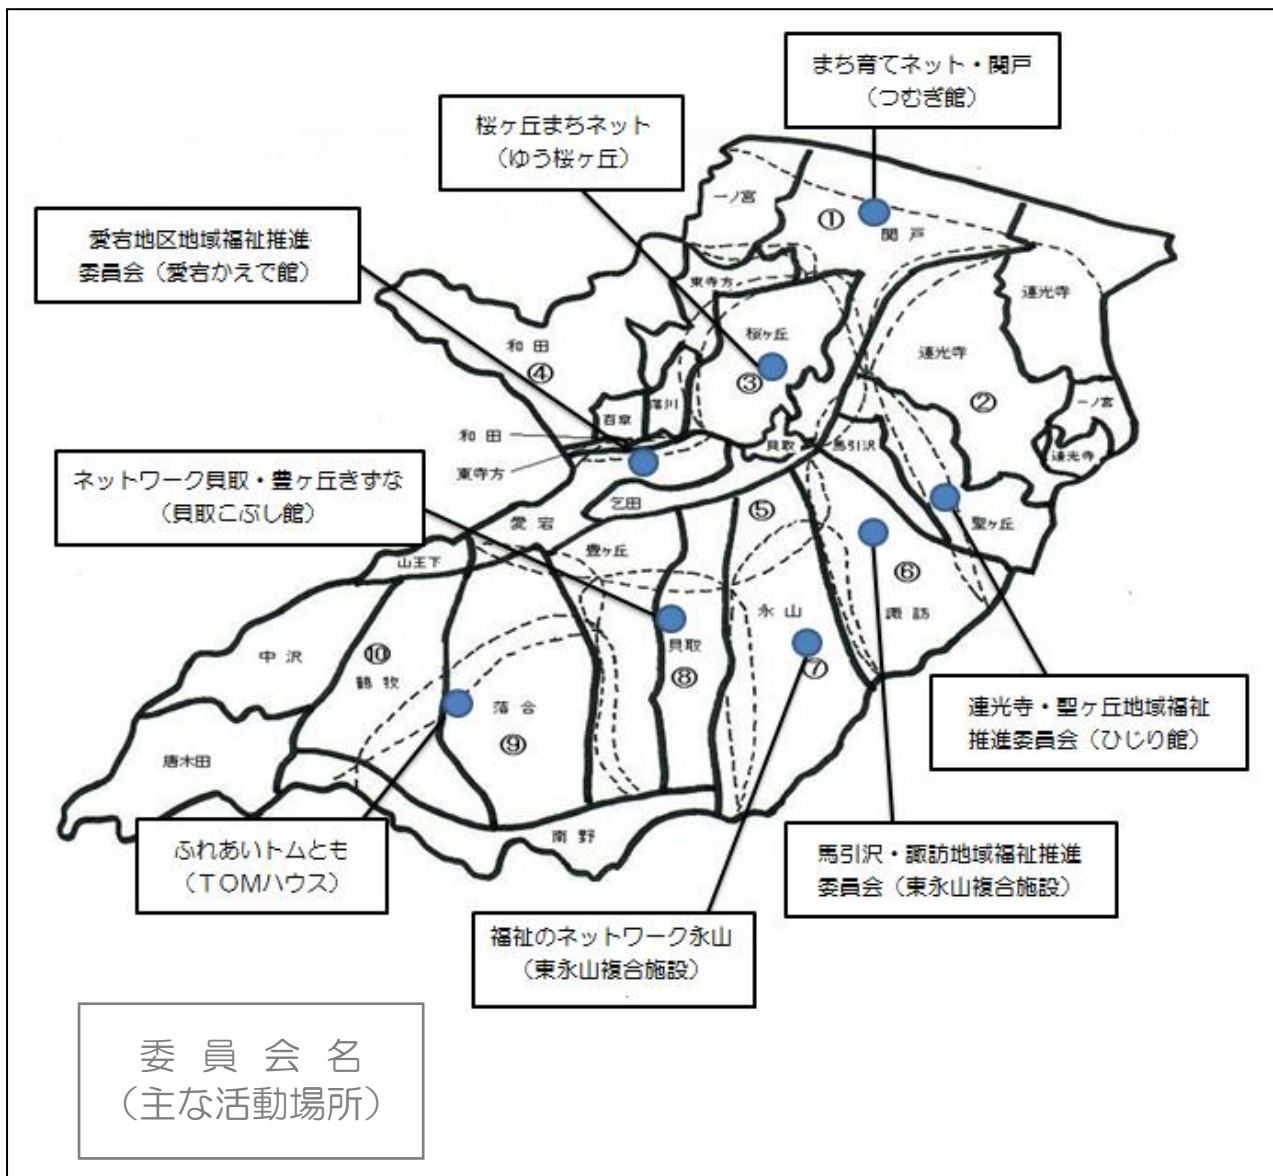 まち育てネット・関戸
(つむぎ館)
桜ヶ丘まちネット
(ゆう桜ヶ丘)
愛宕地区地域福祉推進
委員会(愛宕かえで館)
ネットワーク貝取・豊ヶ丘きずな
(貝取こぶし館)
一ノ宮
①
関戸
東寺方
連光寺
和田
④
桜ヶ丘
③
連光寺
②
一ノ宮
百草
落川
和田
貝取
馬引沢
連光寺
東寺方
乞田
⑤
聖ヶ丘
愛宕
豊ヶ丘
山王下
⑥
諏訪
永山
⑦
中沢
⑩
鶴牧
貝取
⑧
落合
⑨
唐木田
南野
連光寺・聖ヶ丘地域福祉
推進委員会(ひじり館)
ふれあいトムとも
(TOMハウス)
馬引沢・諏訪地域福祉推進
委員会(東永山複合施設)
福祉のネットワーク永山
(東永山複合施設)
委員会名
(主な活動場所)